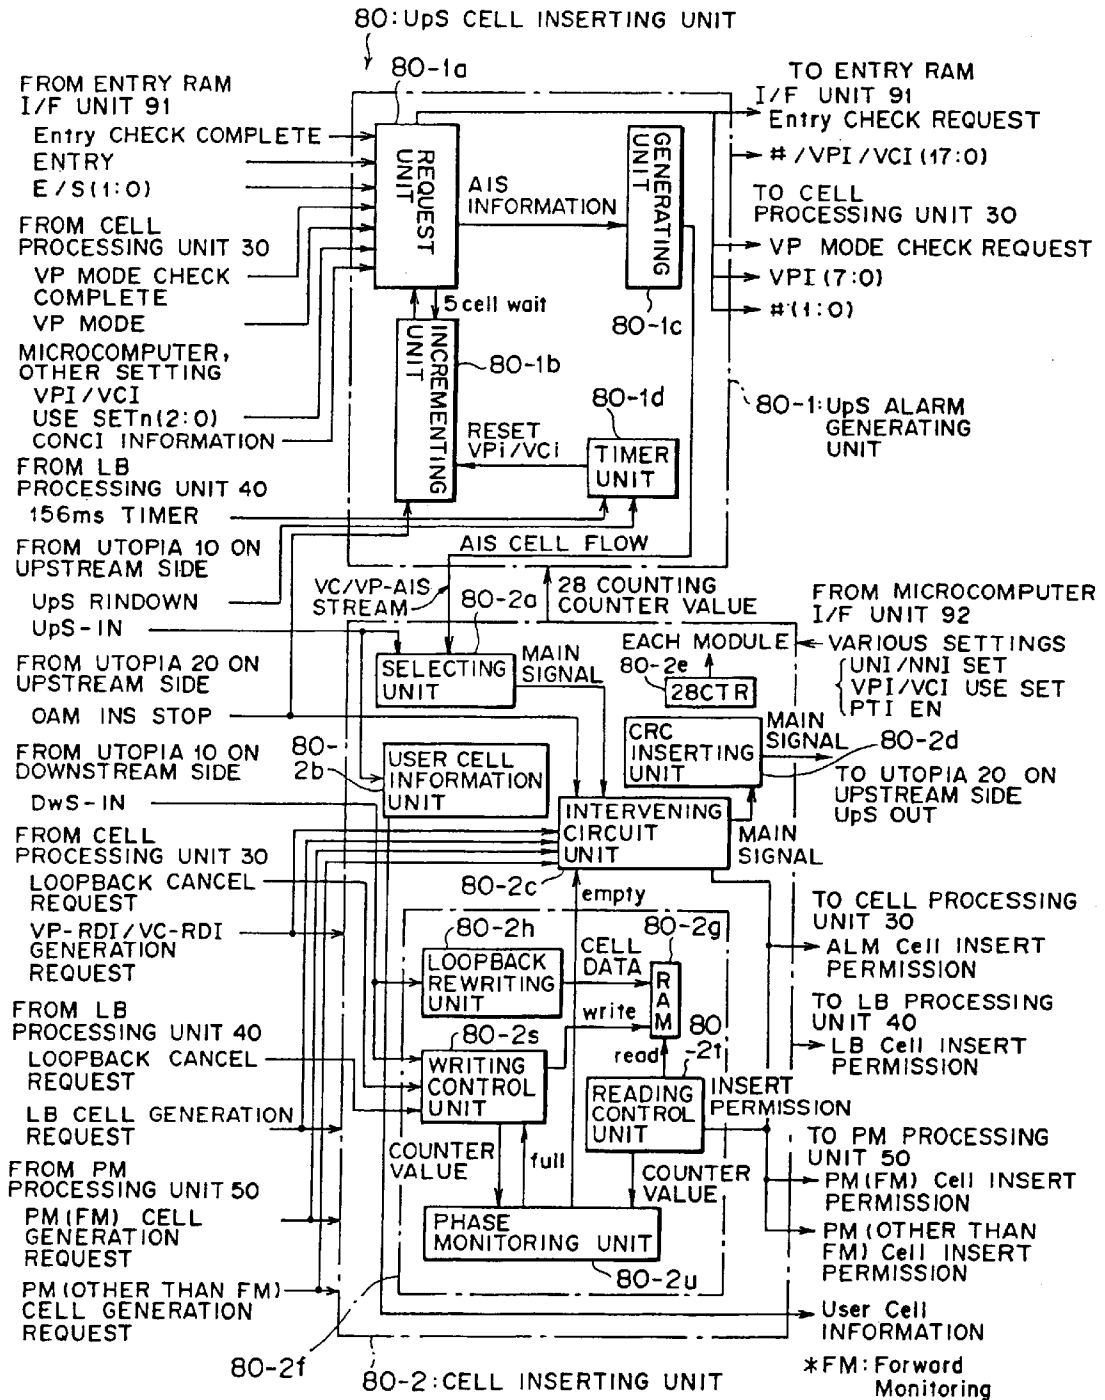 80:UpS CELL INSERTING UNIT
80-1a
FROM ENTRY RAM
I/F UNIT 91
Entry CHECK COMPLETE
ENTRY
E/S(1:0)
FROM CELL
PROCESSING UNIT 30
VP MODE CHECK
COMPLETE
VP MODE
MICROCOMPUTER,
OTHER SETTING
VPI/VCI
USE SETn(2:0)
CONCI INFORMATION
FROM LB
PROCESSING UNIT 40
156ms TIMER
FROM UTOPIA 10 ON
UPSTREAM SIDE
UpS RINDOWN
UpS-IN
FROM UTOPIA 20 ON
UPSTREAM SIDE
OAM INS STOP
FROM UTOPIA 10 ON
DOWNSTREAM SIDE
DwS-IN
FROM CELL
PROCESSING UNIT 30
LOOPBACK CANCEL
REQUEST
VP-RDI/VC-RDI
GENERATION
REQUEST
FROM LB
PROCESSING UNIT 40
LOOPBACK CANCEL
REQUEST
LB CELL GENERATION
REQUEST
FROM PM
PROCESSING UNIT 50
PM(FM) CELL
GENERATION
REQUEST
PM(OTHER THAN FM)
CELL GENERATION
REQUEST
REQUEST
UNIT
AIS
INFORMATION
GENERATING
UNIT
80-1c
5cell wait
INCREMENTING
UNIT
80-1b
80-1d
RESET
VPi/VCi
TIMER
UNIT
AIS CELL FLOW
VC/VP-AIS
STREAM
28 COUNTING
COUNTER VALUE
80-2a
SELECTING
UNIT
MAIN
SIGNAL
EACH MODULE
80-2e
28CTR
CRC
INSERTING
UNIT
80-2d
80-
2b
USER CELL
INFORMATION
UNIT
INTERVENING
CIRCUIT
UNIT
80-2c
MAIN
SIGNAL
empty
80-2h
LOOPBACK
REWRITING
UNIT
CELL
DATA
80-2g
RAM
write
80-2s
WRITING
CONTROL
UNIT
read
80
-2t
READING
CONTROL
UNIT
INSERT
PERMISSION
COUNTER
VALUE
full
COUNTER
VALUE
PHASE
MONITORING UNIT
80-2u
80-2f
80-2:CELL INSERTING UNIT
TO ENTRY RAM
I/F UNIT 91
Entry CHECK REQUEST
#/VPI/VCI(17:0)
TO CELL
PROCESSING UNIT 30
VP MODE CHECK REQUEST
VPI(7:0)
#(1:0)
80-1:UpS ALARM
GENERATING
UNIT
FROM MICROCOMPUTER
I/F UNIT 92
VARIOUS SETTINGS
UNI/NNI SET
VPI/VCI USE SET
PTI EN
MAIN
SIGNAL
TO UTOPIA 20 ON
UPSTREAM SIDE
UpS OUT
TO CELL PROCESSING
UNIT 30
ALM Cell INSERT
PERMISSION
TO LB PROCESSING
UNIT 40
LB Cell INSERT
PERMISSION
TO PM PROCESSING
UNIT 50
PM(FM) Cell INSERT
PERMISSION
PM(OTHER THAN
FM) Cell INSERT
PERMISSION
User Cell
INFORMATION
*FM: Forward
Monitoring